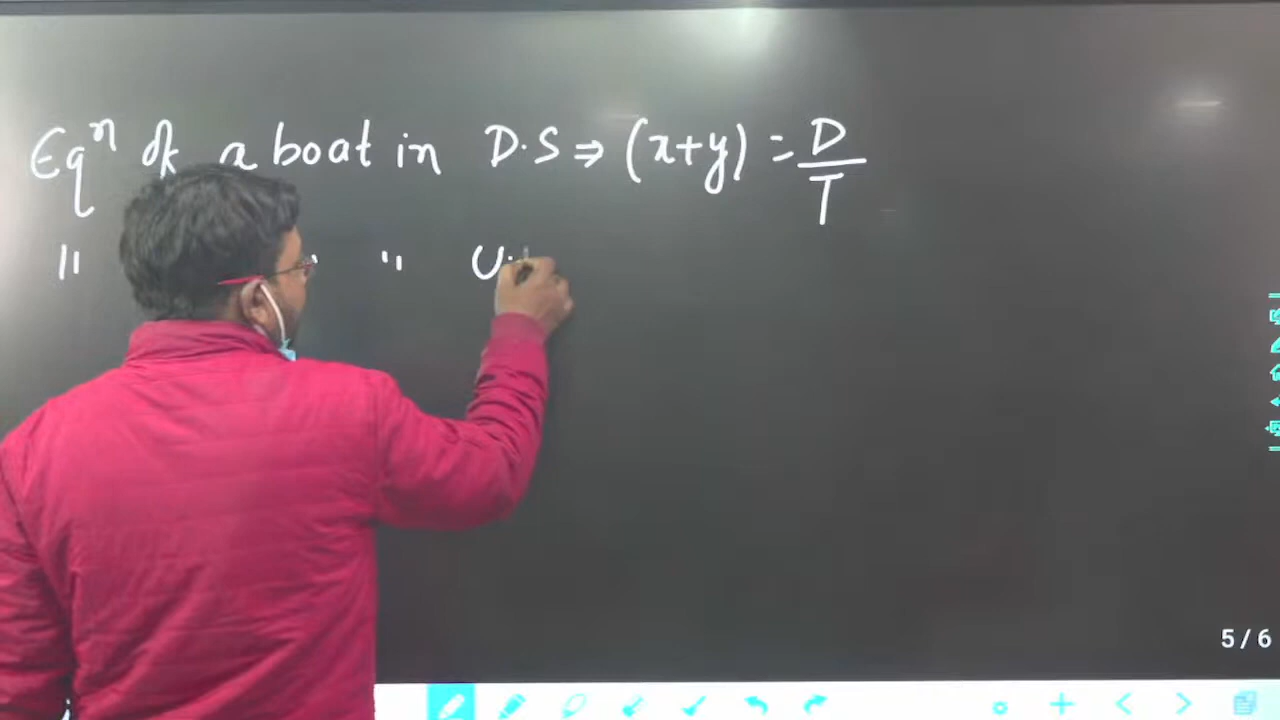 Eqⁿ of a boat in D.S ⇒ (x+y) = D/T
" " " U.
5/6